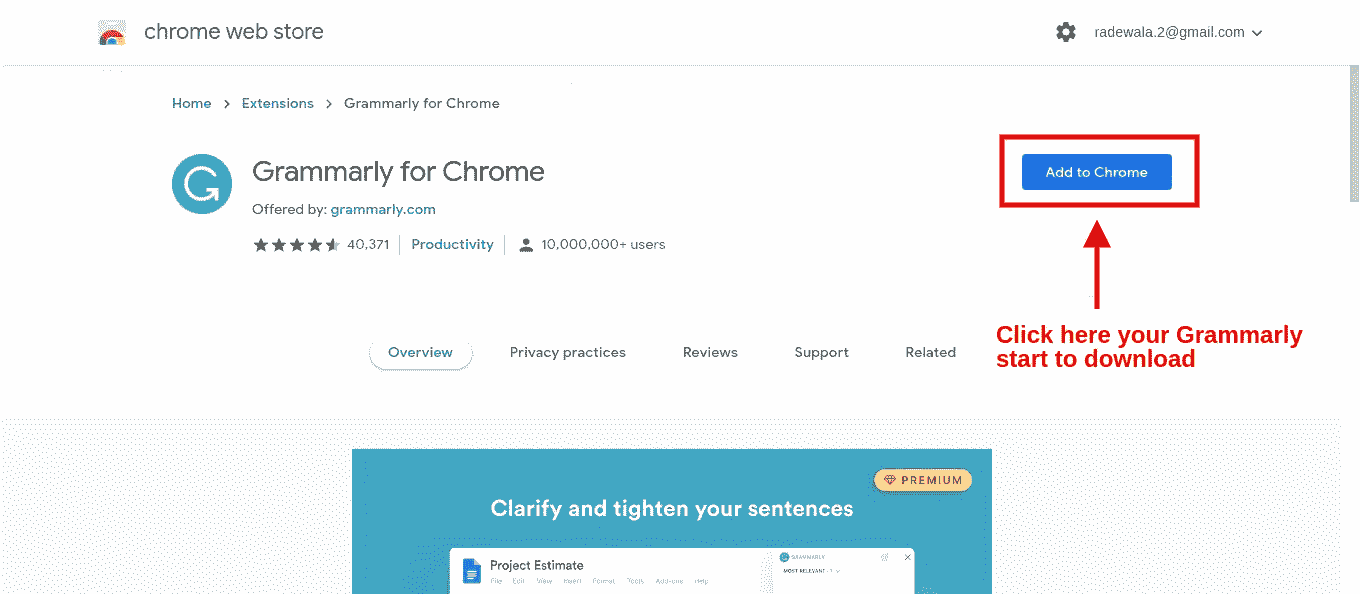 chrome web store
radewala.2@gmail.com
Home > Extensions > Grammarly for Chrome
Grammarly for Chrome
Add to Chrome
Offered by: grammarly.com
40,371 Productivity 10,000,000+ users
Click here your Grammarly
start to download
Overview Privacy practices Reviews Support Related
PREMIUM
Clarify and tighten your sentences
Project Estimate
GRAMMARLY
File Edit View Insert Format Tools Add-ons Help
MOST RELEVANT